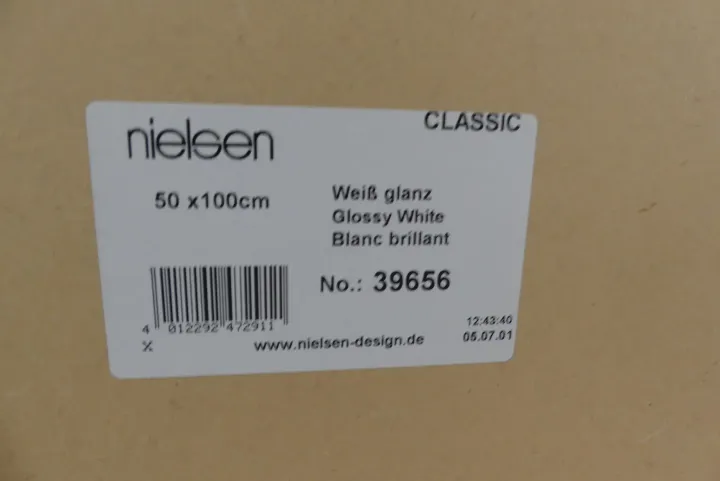 nielsen
CLASSIC
50 x100cm
Weiß glanz
Glossy White
Blanc brillant
No.: 39656
4 012292 472911
www.nielsen-design.de
12:43:40
05.07.01